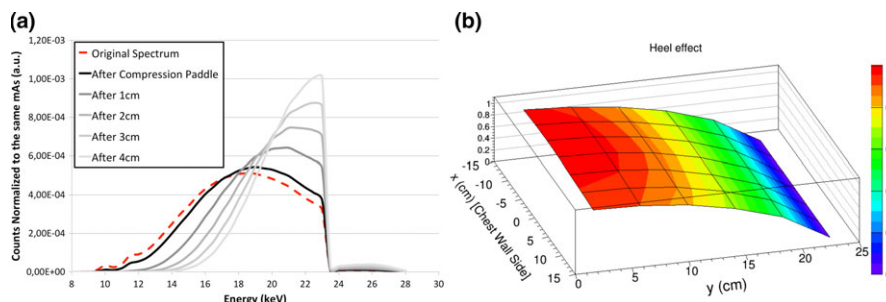 (a)
1,20E-03
1,00E-03
8,00E-04
6,00E-04
4,00E-04
2,00E-04
0,00E+00
Counts Normalized to the same mAs (a.u.)
Original Spectrum
After Compression Paddle
After 1cm
After 2cm
After 3cm
After 4cm
8 10 12 14 16 18 20 22 24 26 28 30
Energy (keV)
(b)
Heel effect
1
0.8
0.6
0.4
0.2
0
-15
-10
-5
0
5
10
15
x (cm) [Chest Wall Side]
0 5 10 15 20 25
y (cm)